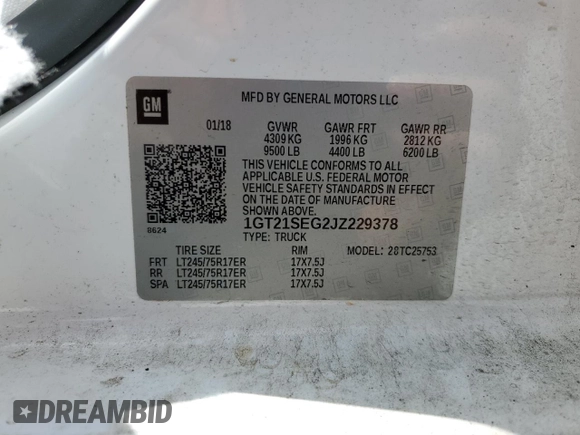 GM
MFD BY GENERAL MOTORS LLC
01/18 GVWR GAWR FRT GAWR RR
4309 KG 1996 KG 2812 KG
9500 LB 4400 LB 6200 LB
THIS VEHICLE CONFORMS TO ALL
APPLICABLE U.S. FEDERAL MOTOR
VEHICLE SAFETY STANDARDS IN EFFECT
ON THE DATE OF MANUFACTURE
SHOWN ABOVE.
1GT21SEG2JZ229378
8624
TYPE: TRUCK
TIRE SIZE RIM MODEL: 28TC25753
FRT LT245/75R17ER 17X7.5J
RR LT245/75R17ER 17X7.5J
SPA LT245/75R17ER 17X7.5J
DREAMBID